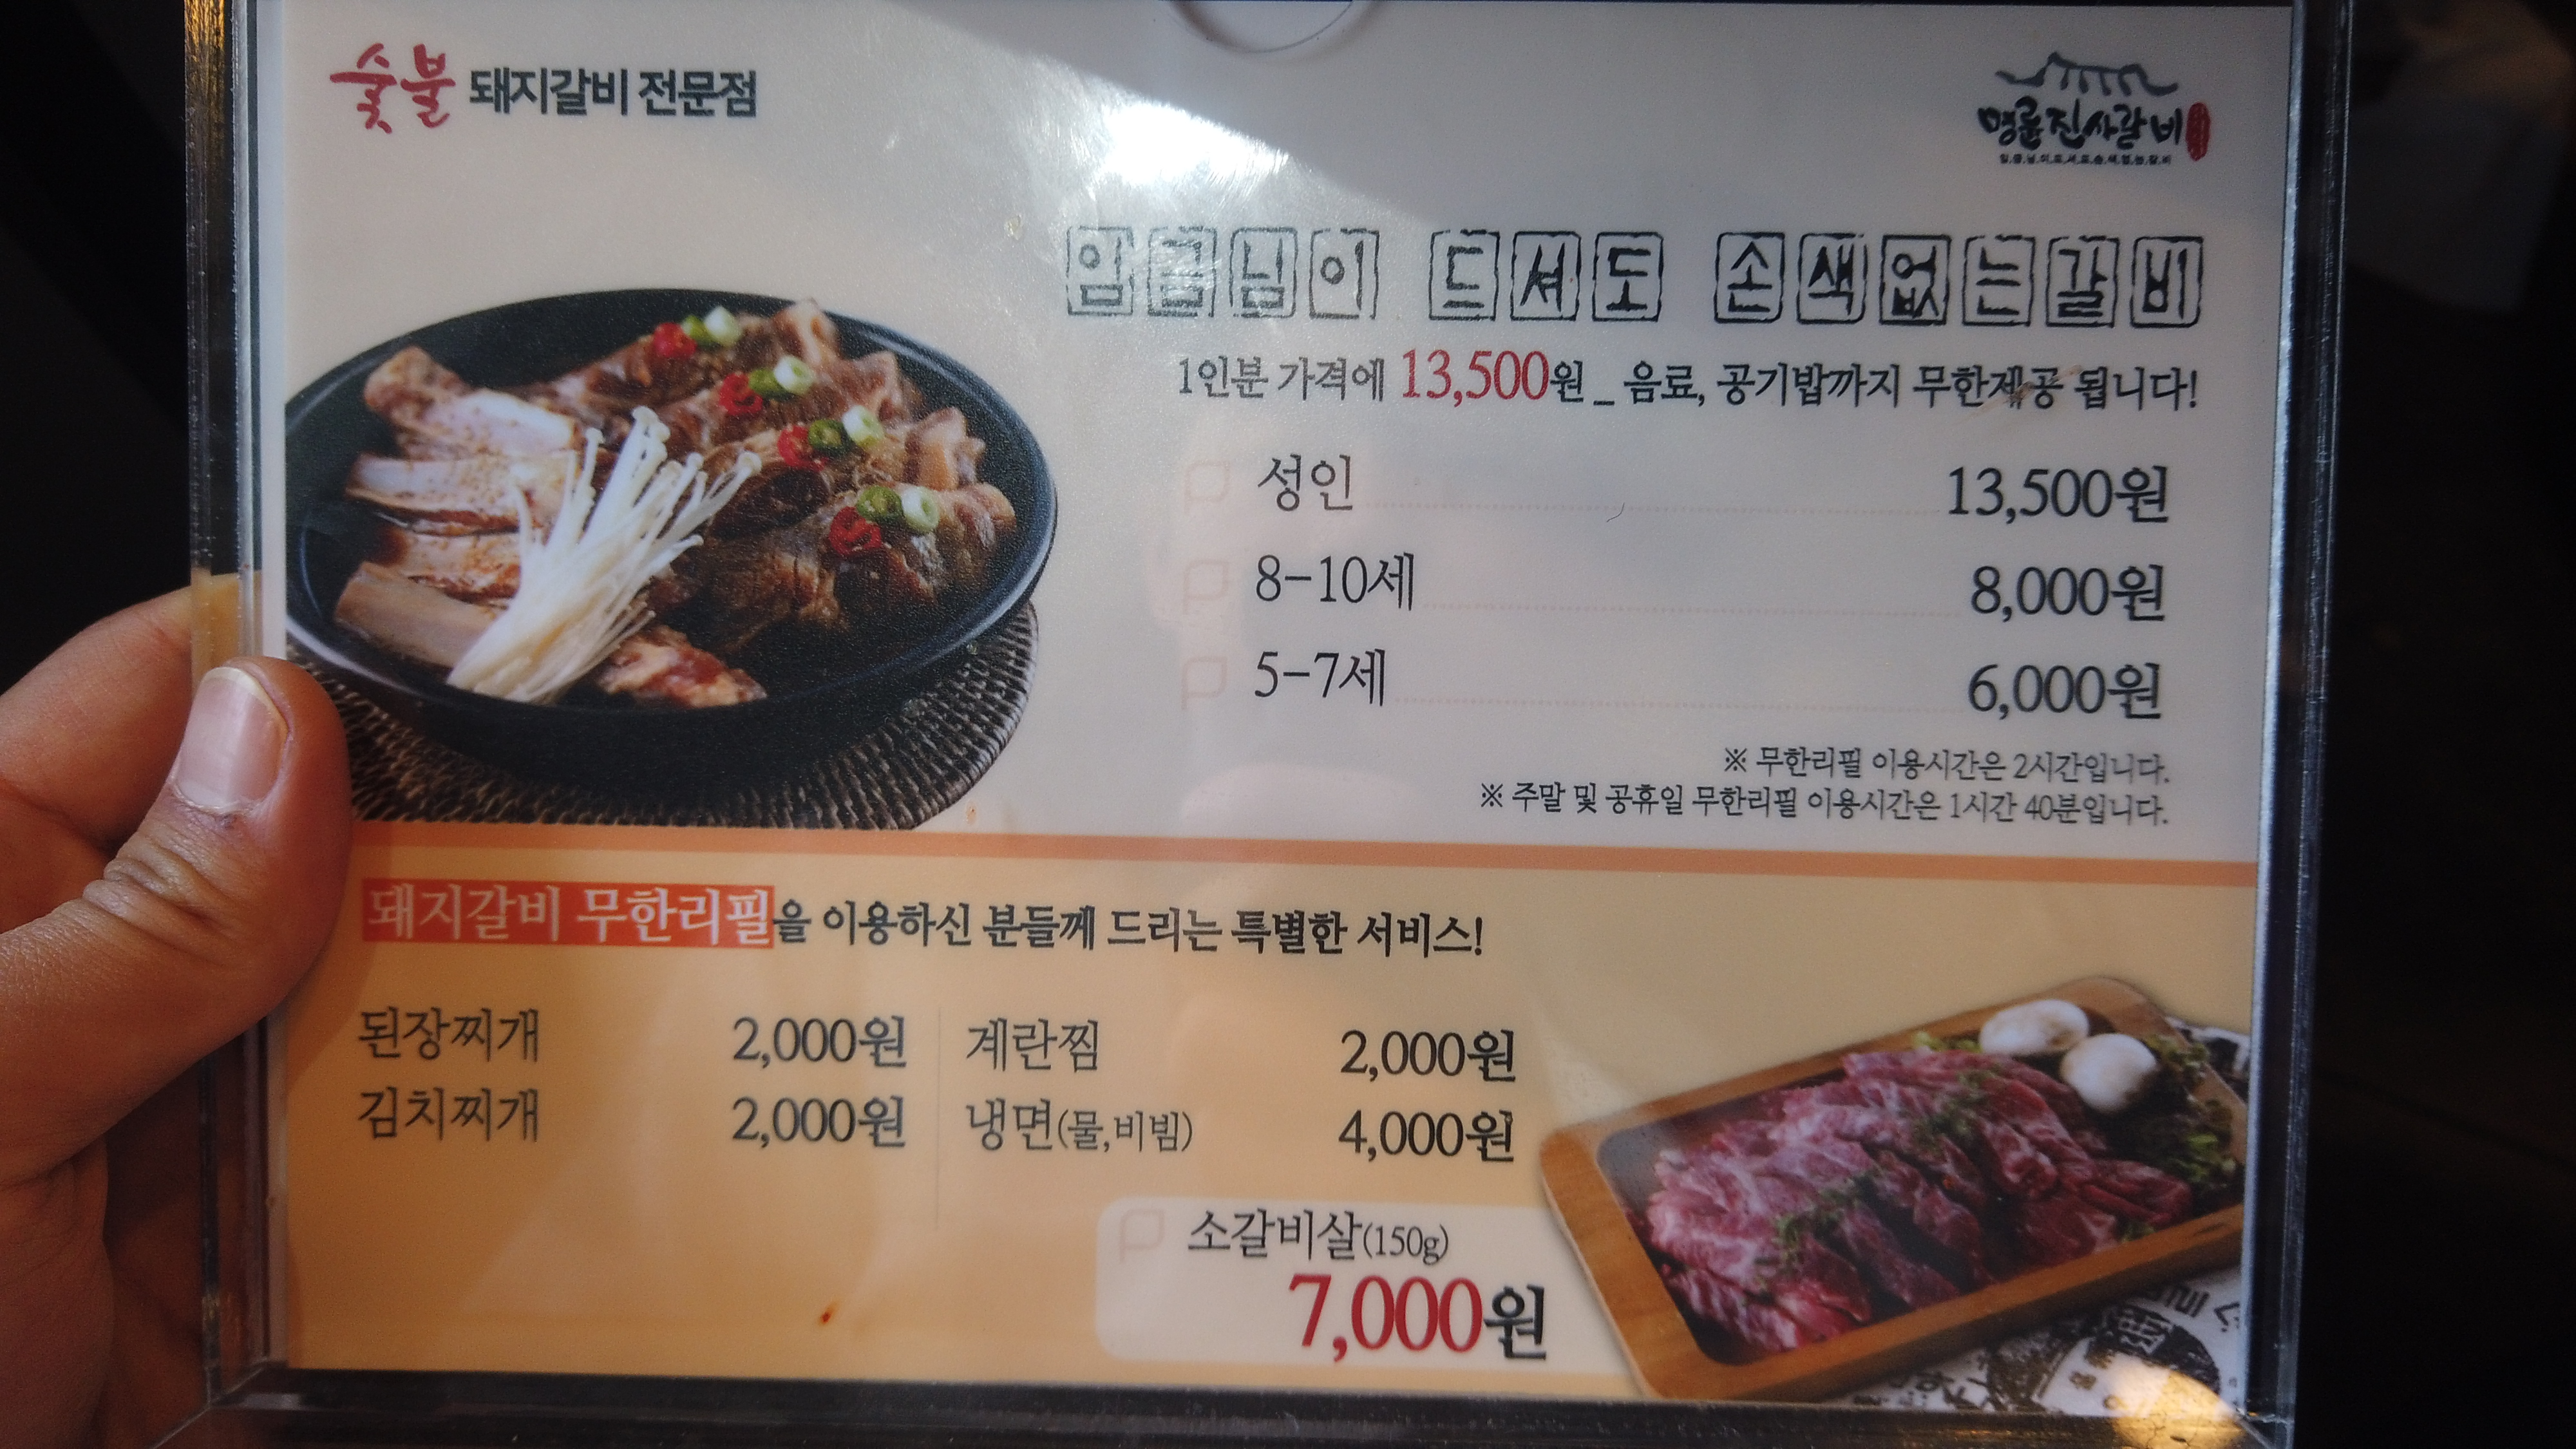 숯불 돼지갈비 전문점
명륜진사갈비
임금님이 드셔도 손색없는갈비
1인분 가격에 13,500원_ 음료, 공기밥까지 무한제공 됩니다!
성인 13,500원
8-10세 8,000원
5-7세 6,000원
※ 무한리필 이용시간은 2시간입니다.
※ 주말 및 공휴일 무한리필 이용시간은 1시간 40분입니다.
돼지갈비 무한리필을 이용하신 분들께 드리는 특별한 서비스!
된장찌개 2,000원 계란찜 2,000원
김치찌개 2,000원 냉면(물,비빔) 4,000원
소갈비살(150g)
7,000원